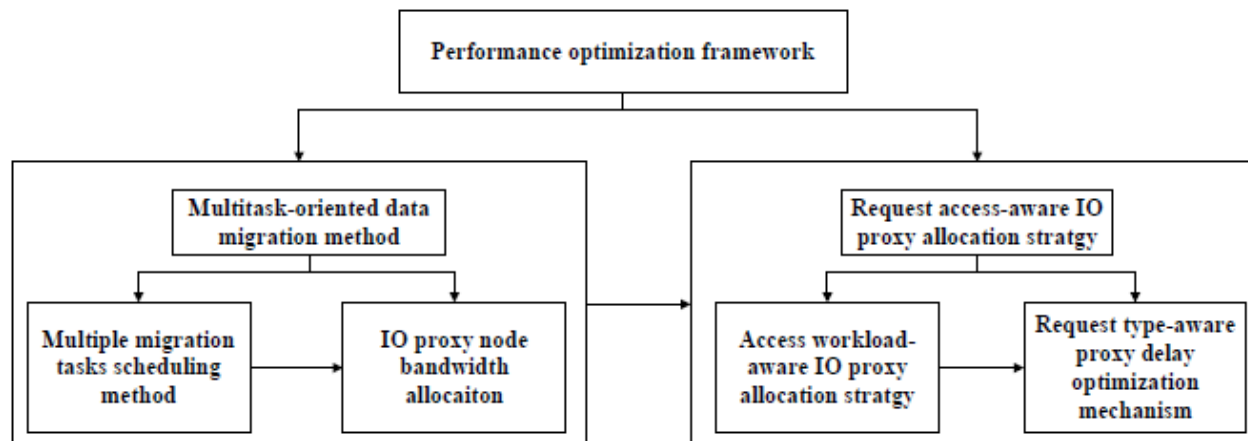 Performance optimization framework
Multitask-oriented data
migration method
Multiple migration
tasks scheduling
method
IO proxy node
bandwidth
allocaiton
Request access-aware IO
proxy allocation stratgy
Access workload-
aware IO proxy
allocation stratgy
Request type-aware
proxy delay
optimization
mechanism